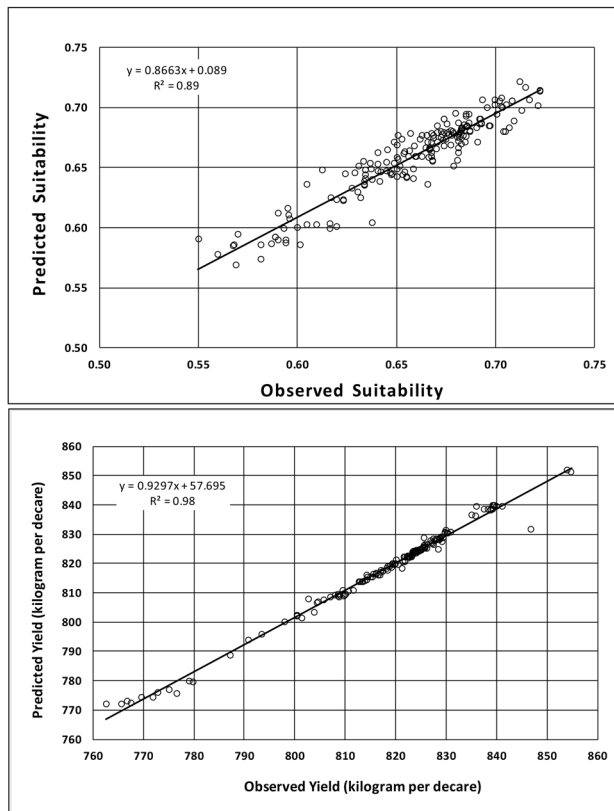 0.75
y = 0.8663x + 0.089
R² = 0.89
0.70
0.65
0.60
0.55
0.50
Predicted Suitability
0.50 0.55 0.60 0.65 0.70 0.75
Observed Suitability
860
850
y = 0.9297x + 57.695
R² = 0.98
840
830
820
810
800
790
780
770
760
Predicted Yield (kilogram per decare)
760 770 780 790 800 810 820 830 840 850 860
Observed Yield (kilogram per decare)